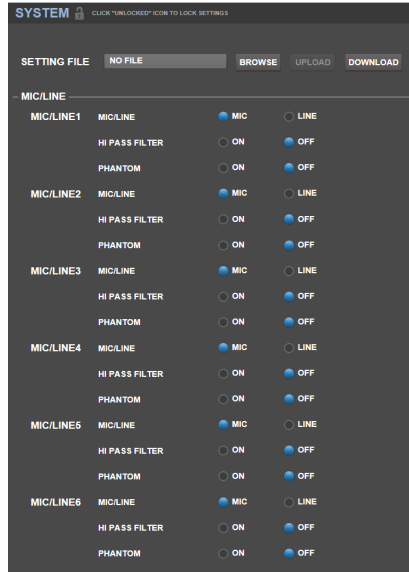 SYSTEM CLICK "UNLOCKED" ICON TO LOCK SETTINGS
SETTING FILE NO FILE BROWSE UPLOAD DOWNLOAD
MIC/LINE
MIC/LINE1 MIC/LINE MIC LINE
HI PASS FILTER ON OFF
PHANTOM ON OFF
MIC/LINE2 MIC/LINE MIC LINE
HI PASS FILTER ON OFF
PHANTOM ON OFF
MIC/LINE3 MIC/LINE MIC LINE
HI PASS FILTER ON OFF
PHANTOM ON OFF
MIC/LINE4 MIC/LINE MIC LINE
HI PASS FILTER ON OFF
PHANTOM ON OFF
MIC/LINE5 MIC/LINE MIC LINE
HI PASS FILTER ON OFF
PHANTOM ON OFF
MIC/LINE6 MIC/LINE MIC LINE
HI PASS FILTER ON OFF
PHANTOM ON OFF